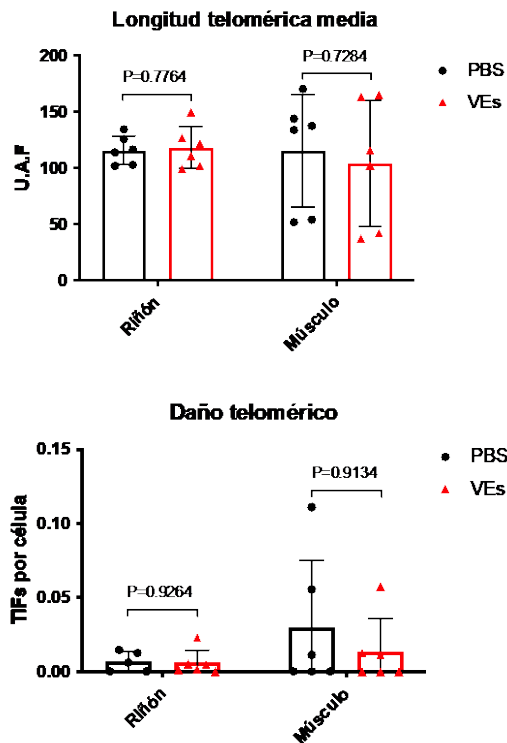 Longitud telomérica media
200
150
100
50
0
U.A.F
P=0.7764
P=0.7284
PBS
VEs
Riñón
Músculo
Daño telomérico
0.15
0.10
0.05
0.00
TIFs por célula
P=0.9264
P=0.9134
PBS
VEs
Riñón
Músculo